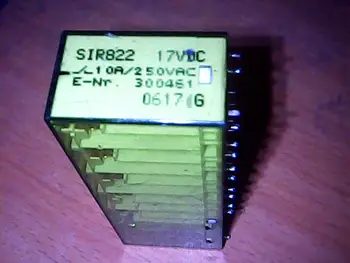 SIR822 17VDC
10A/250VAC
E-Nr. 300461
0617 G